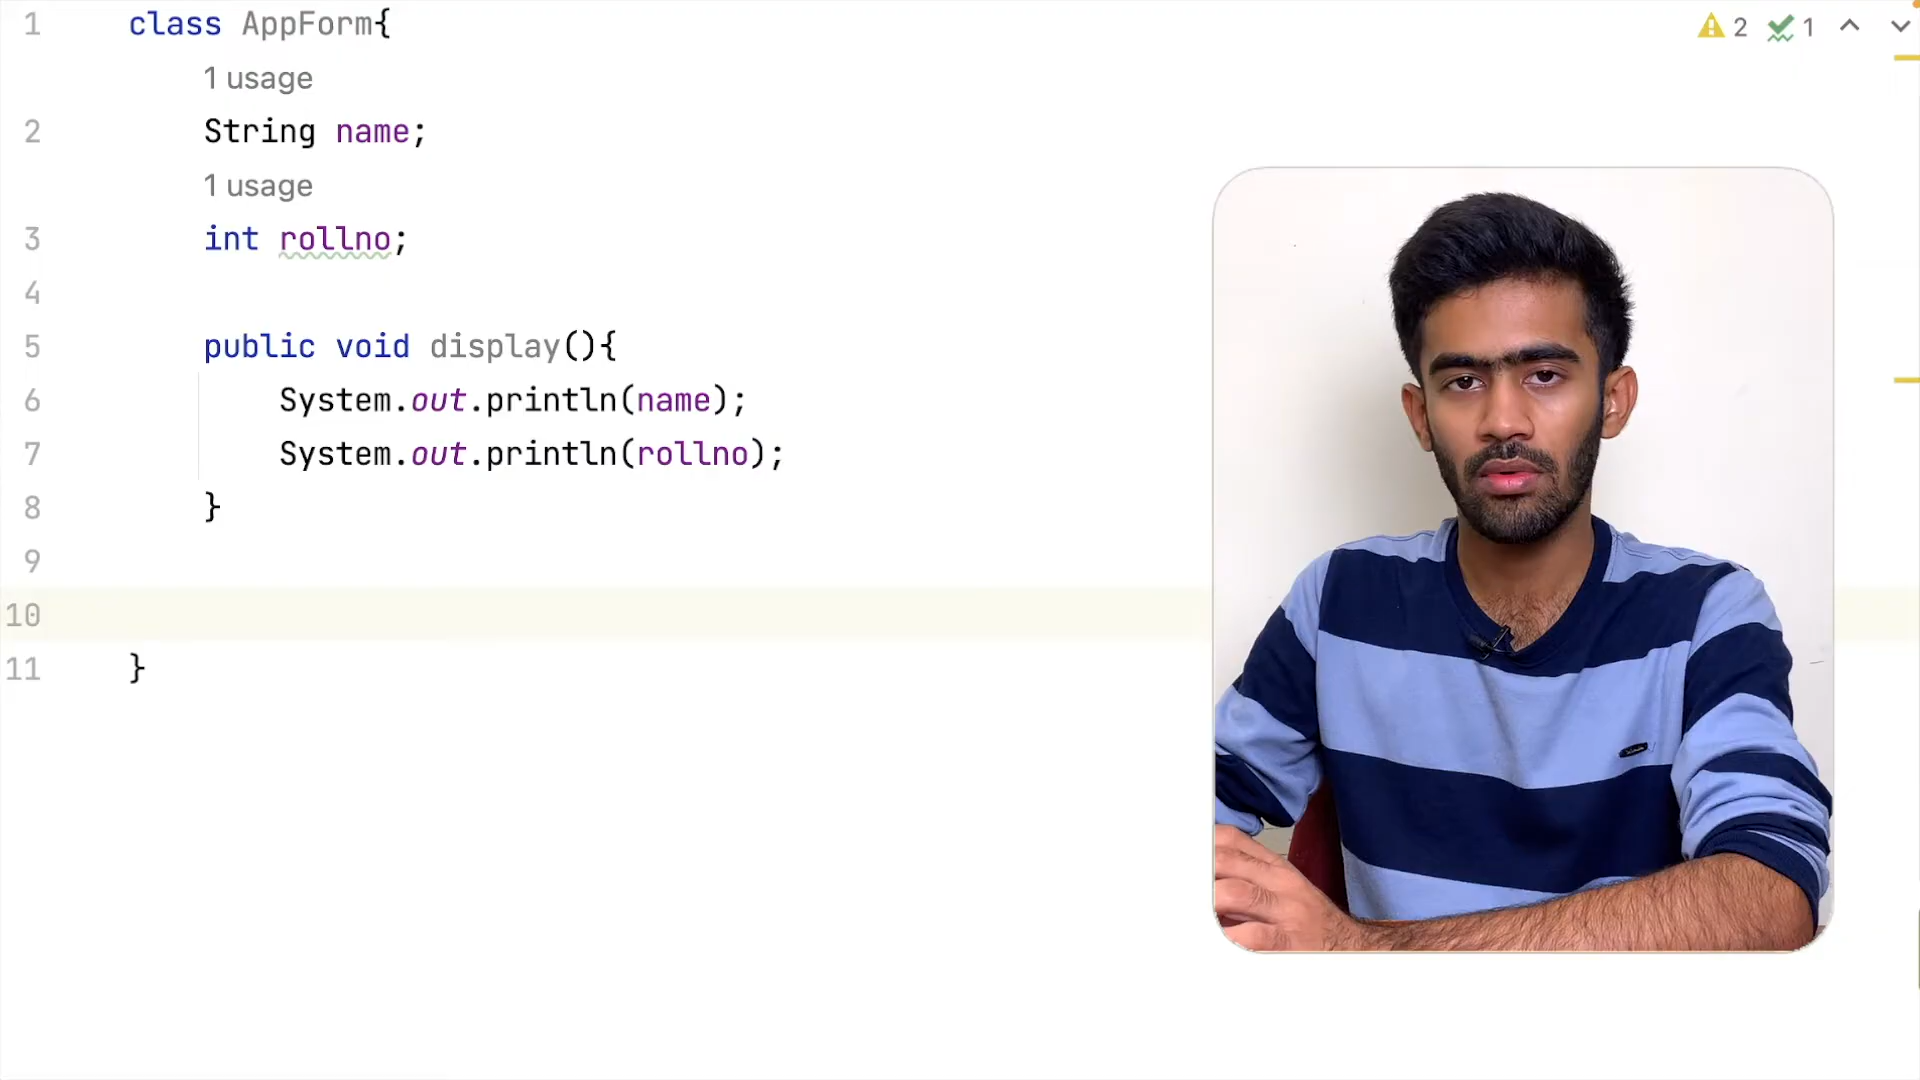 1 class AppForm{
1 usage
2 String name;
1 usage
3 int rollno;
4
5 public void display(){
6 System.out.println(name);
7 System.out.println(rollno);
8 }
9
10
11 }
2 1